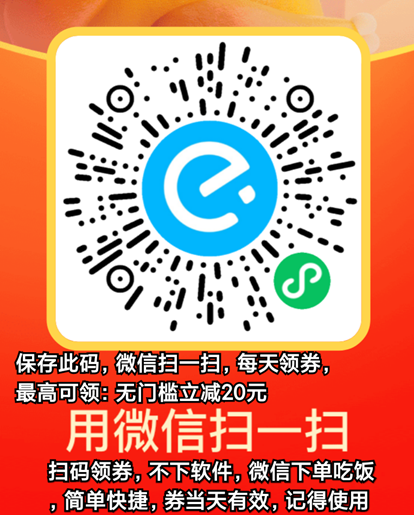 保存此码，微信扫一扫，每天领券，
最高可领：无门槛立减20元
用微信扫一扫
扫码领券，不下软件，微信下单吃饭
，简单快捷，券当天有效，记得使用